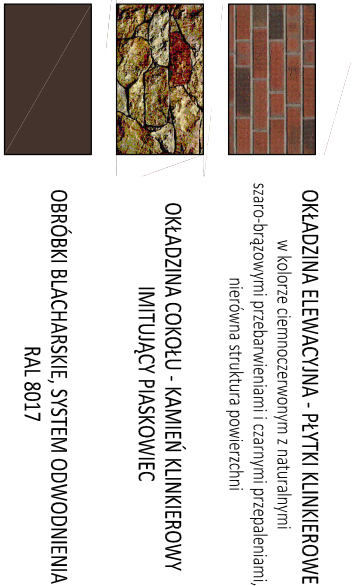 OKŁADZINA ELEWACYJNA - PŁYTKI KLINKIEROWE
w kolorze ciemnoczerwonym z naturalnymi
szaro-brązowymi przebarwieniami i czarnymi przepaleniami,
nierówna struktura powierzchni
OKŁADZINA COKOŁU - KAMIEŃ KLINKIEROWY
IMITUJĄCY PIASKOWIEC
OBRÓBKI BLACHARSKIE, SYSTEM ODWODNIENIA
RAL 8017